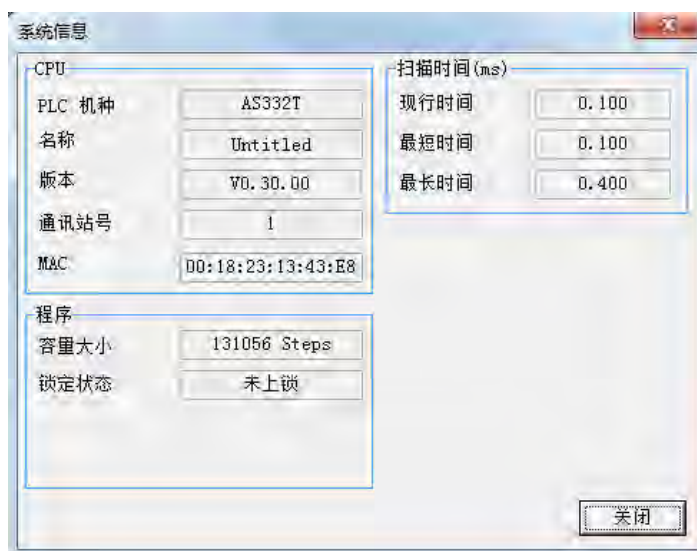 系统信息
CPU
PLC 机种 AS332T
名称 Untitled
版本 V0.30.00
通讯站号 1
MAC 00:18:23:13:43:E8
程序
容量大小 131056 Steps
锁定状态 未上锁
扫描时间(ms)
现行时间 0.100
最短时间 0.100
最长时间 0.400
关闭